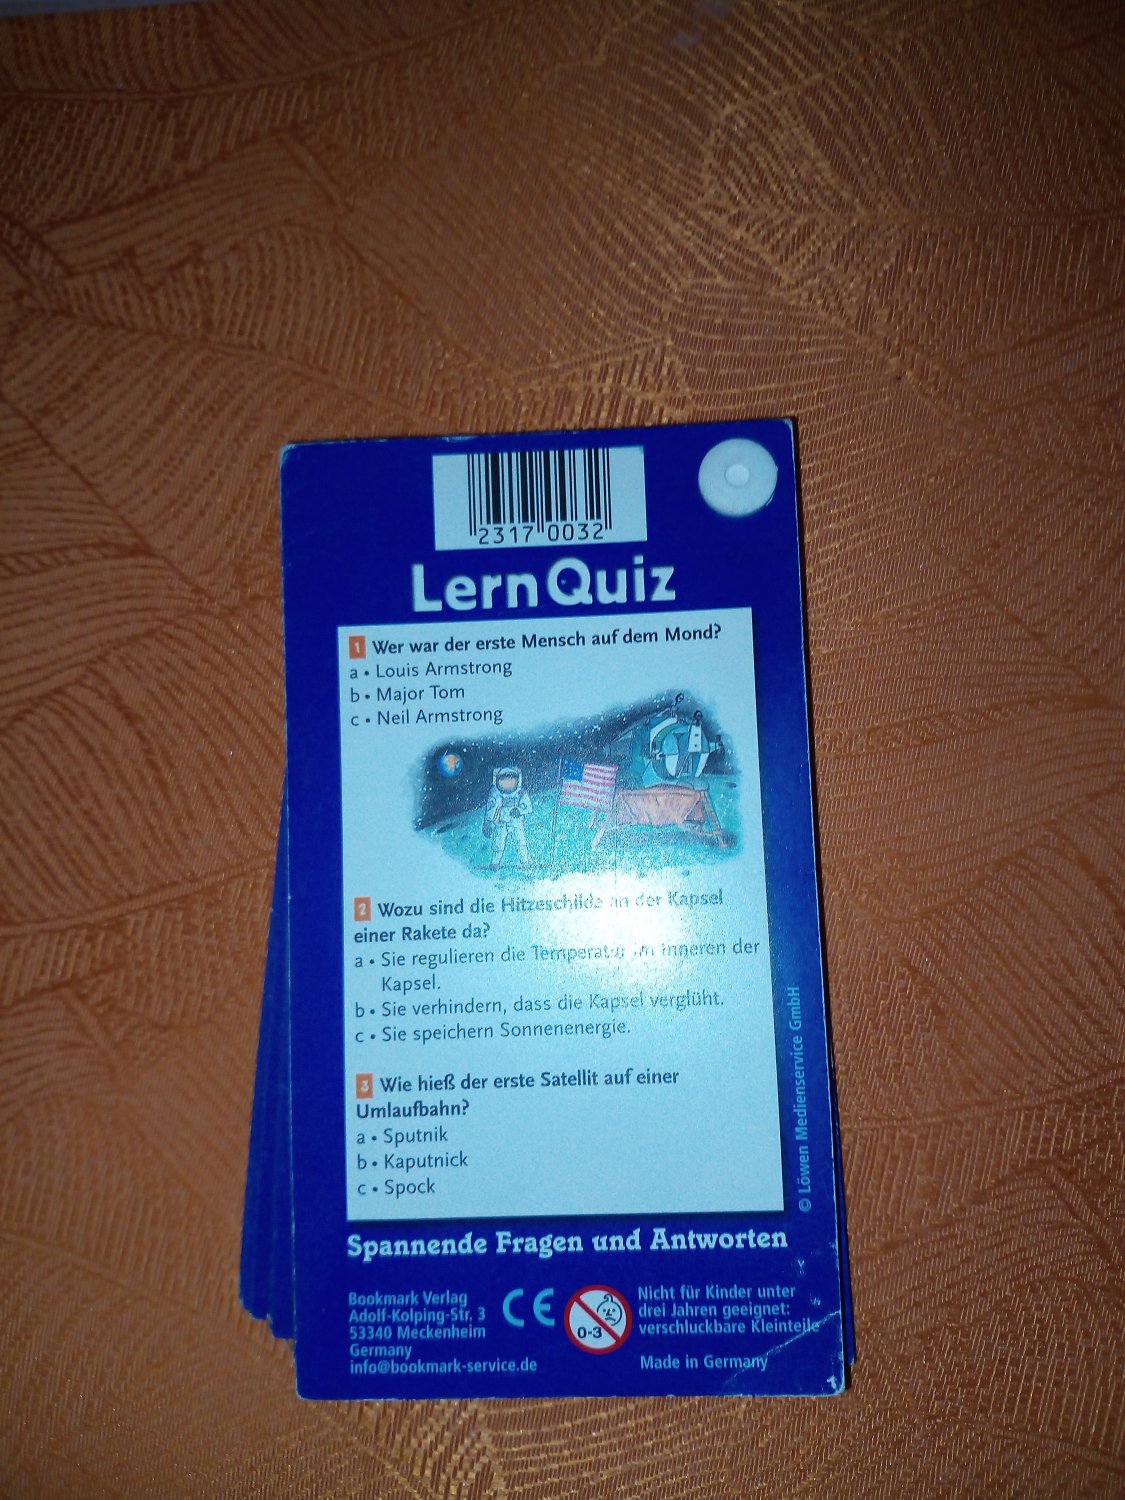 2317 0032
LernQuiz
1 Wer war der erste Mensch auf dem Mond?
a • Louis Armstrong
b • Major Tom
c • Neil Armstrong
2 Wozu sind die Hitzeschilde an der Kapsel
einer Rakete da?
a • Sie regulieren die Temperatur im Inneren der
Kapsel.
b • Sie verhindern, dass die Kapsel verglüht.
c • Sie speichern Sonnenenergie.
3 Wie hieß der erste Satellit auf einer
Umlaufbahn?
a • Sputnik
b • Kaputnick
c • Spock
© Löwen Medienservice GmbH
Spannende Fragen und Antworten
Bookmark Verlag
Adolf-Kolping-Str. 3
53340 Meckenheim
Germany
info@bookmark-service.de
CE
0-3
Nicht für Kinder unter
drei Jahren geeignet:
verschluckbare Kleinteile
Made in Germany